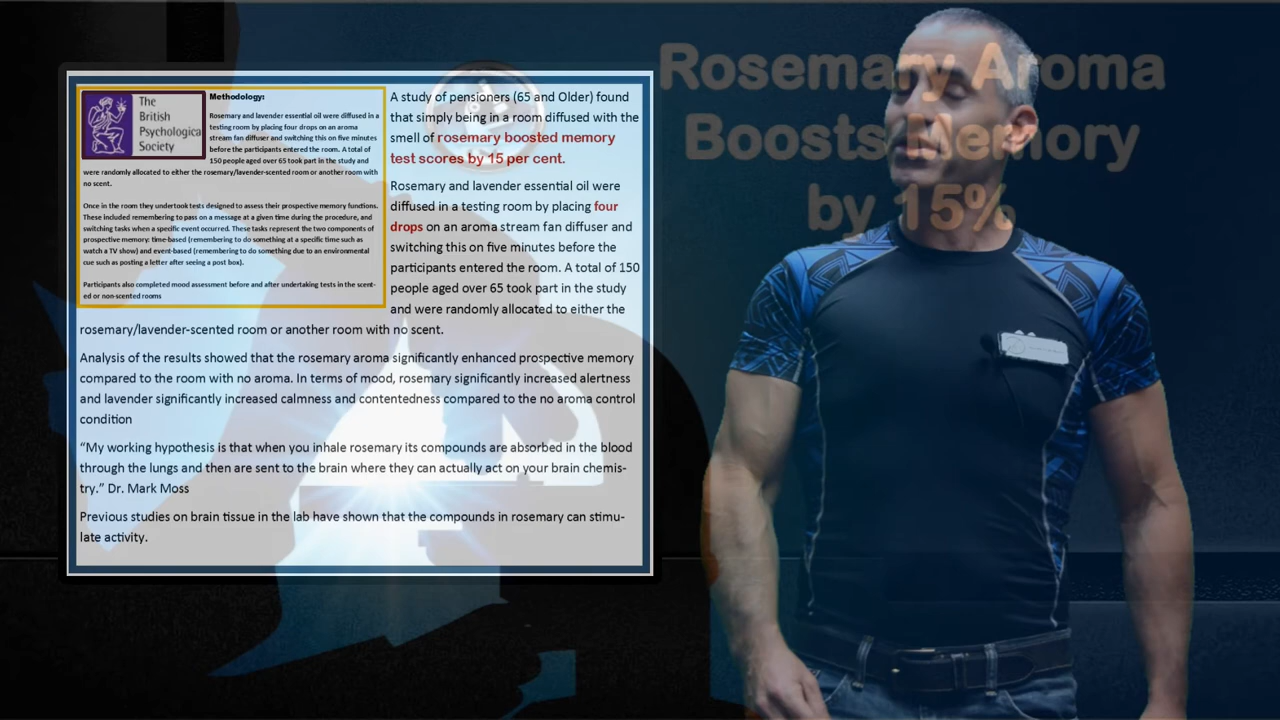 Rosemary Aroma
Boosts Memory
by 15%
The
British
Psychologica
Society
Methodology:
Rosemary and lavender essential oil were diffused in a
testing room by placing four drops on an aroma
stream fan diffuser and switching this on five minutes
before the participants entered the room. A total of
150 people aged over 65 took part in the study and
were randomly allocated to either the rosemary/lavender-scented room or another room with
no scent.
Once in the room they undertook tests designed to assess their prospective memory functions.
These included remembering to pass on a message at a given time during the procedure, and
switching tasks when a specific event occurred. These tasks represent the two components of
prospective memory: time-based (remembering to do something at a specific time such as
watch a TV show) and event-based (remembering to do something due to an environmental
cue such as posting a letter after seeing a post box).
Participants also completed mood assessment before and after undertaking tests in the scent-
ed or non-scented rooms
A study of pensioners (65 and Older) found
that simply being in a room diffused with the
smell of rosemary boosted memory
test scores by 15 per cent.
Rosemary and lavender essential oil were
diffused in a testing room by placing four
drops on an aroma stream fan diffuser and
switching this on five minutes before the
participants entered the room. A total of 150
people aged over 65 took part in the study
and were randomly allocated to either the
rosemary/lavender-scented room or another room with no scent.
Analysis of the results showed that the rosemary aroma significantly enhanced prospective memory
compared to the room with no aroma. In terms of mood, rosemary significantly increased alertness
and lavender significantly increased calmness and contentedness compared to the no aroma control
condition
“My working hypothesis is that when you inhale rosemary its compounds are absorbed in the blood
through the lungs and then are sent to the brain where they can actually act on your brain chemis-
try.” Dr. Mark Moss
Previous studies on brain tissue in the lab have shown that the compounds in rosemary can stimu-
late activity.